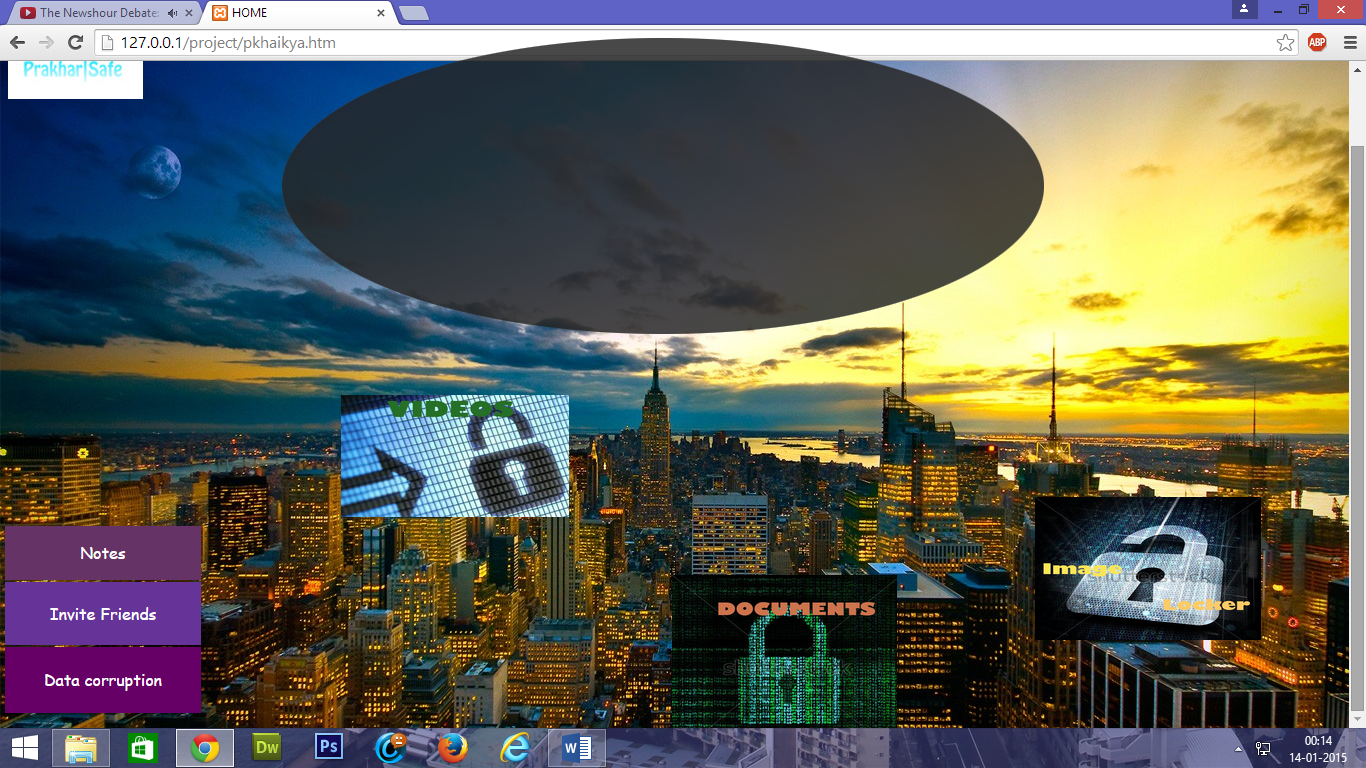 The Newshour Debate:
HOME
127.0.0.1/project/pkhaikya.htm
ABP
Prakhar|Safe
VIDEOS
Notes
Invite Friends
Data corruption
DOCUMENTS
Image
Locker
Dw
Ps
00:14
14-01-2015